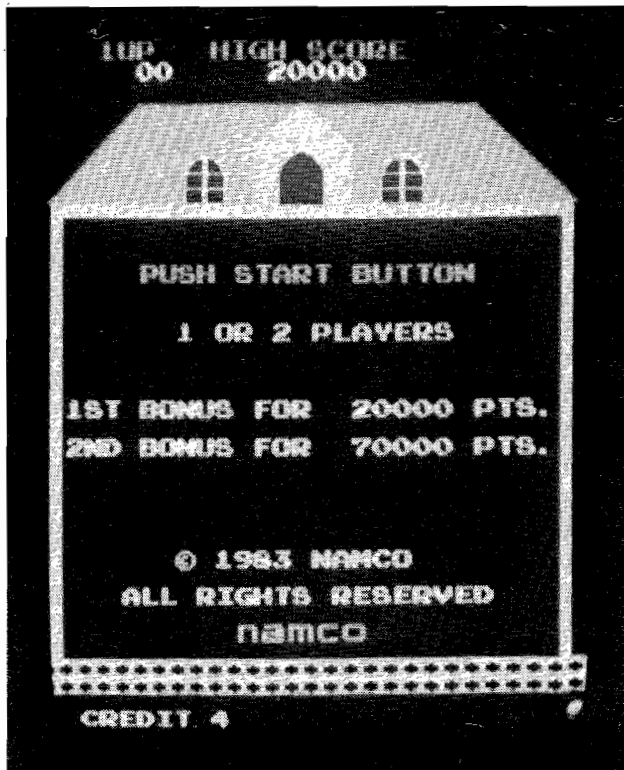 1UP HIGH SCORE
00 20000
PUSH START BUTTON
1 OR 2 PLAYERS
1ST BONUS FOR 20000 PTS.
2ND BONUS FOR 70000 PTS.
© 1983 NAMCO
ALL RIGHTS RESERVED
namco
CREDIT 4